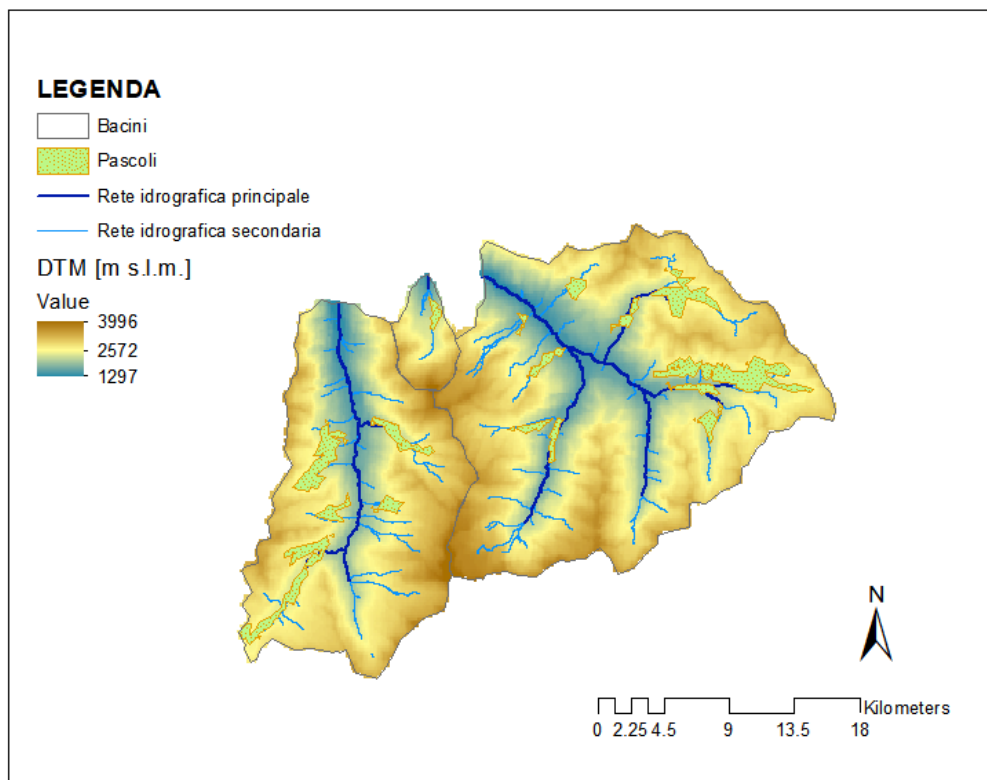 LEGENDA
Bacini
Pascoli
Rete idrografica principale
Rete idrografica secondaria
DTM [m s.l.m.]
Value
3996
2572
1297
N
Kilometers
0 2.25 4.5 9 13.5 18